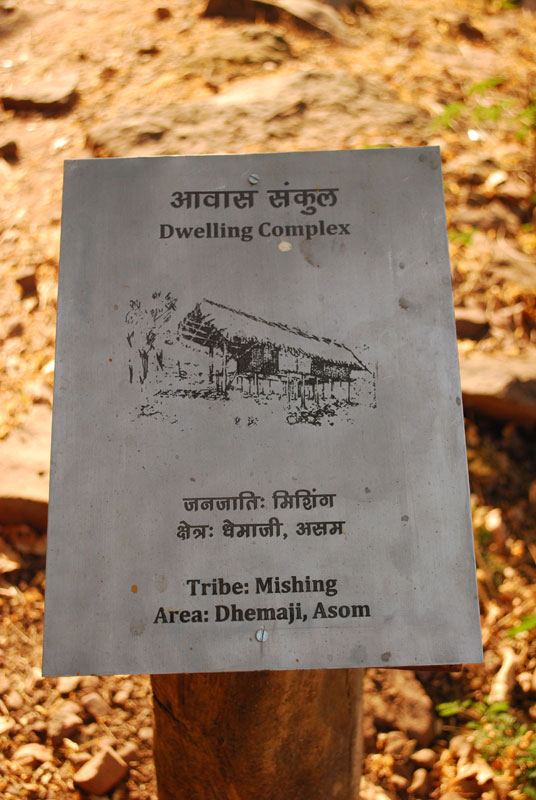 आवास संकुल
Dwelling Complex
जनजातिः मिशिंग
क्षेत्रः धेमाजी, असम
Tribe: Mishing
Area: Dhemaji, Asom